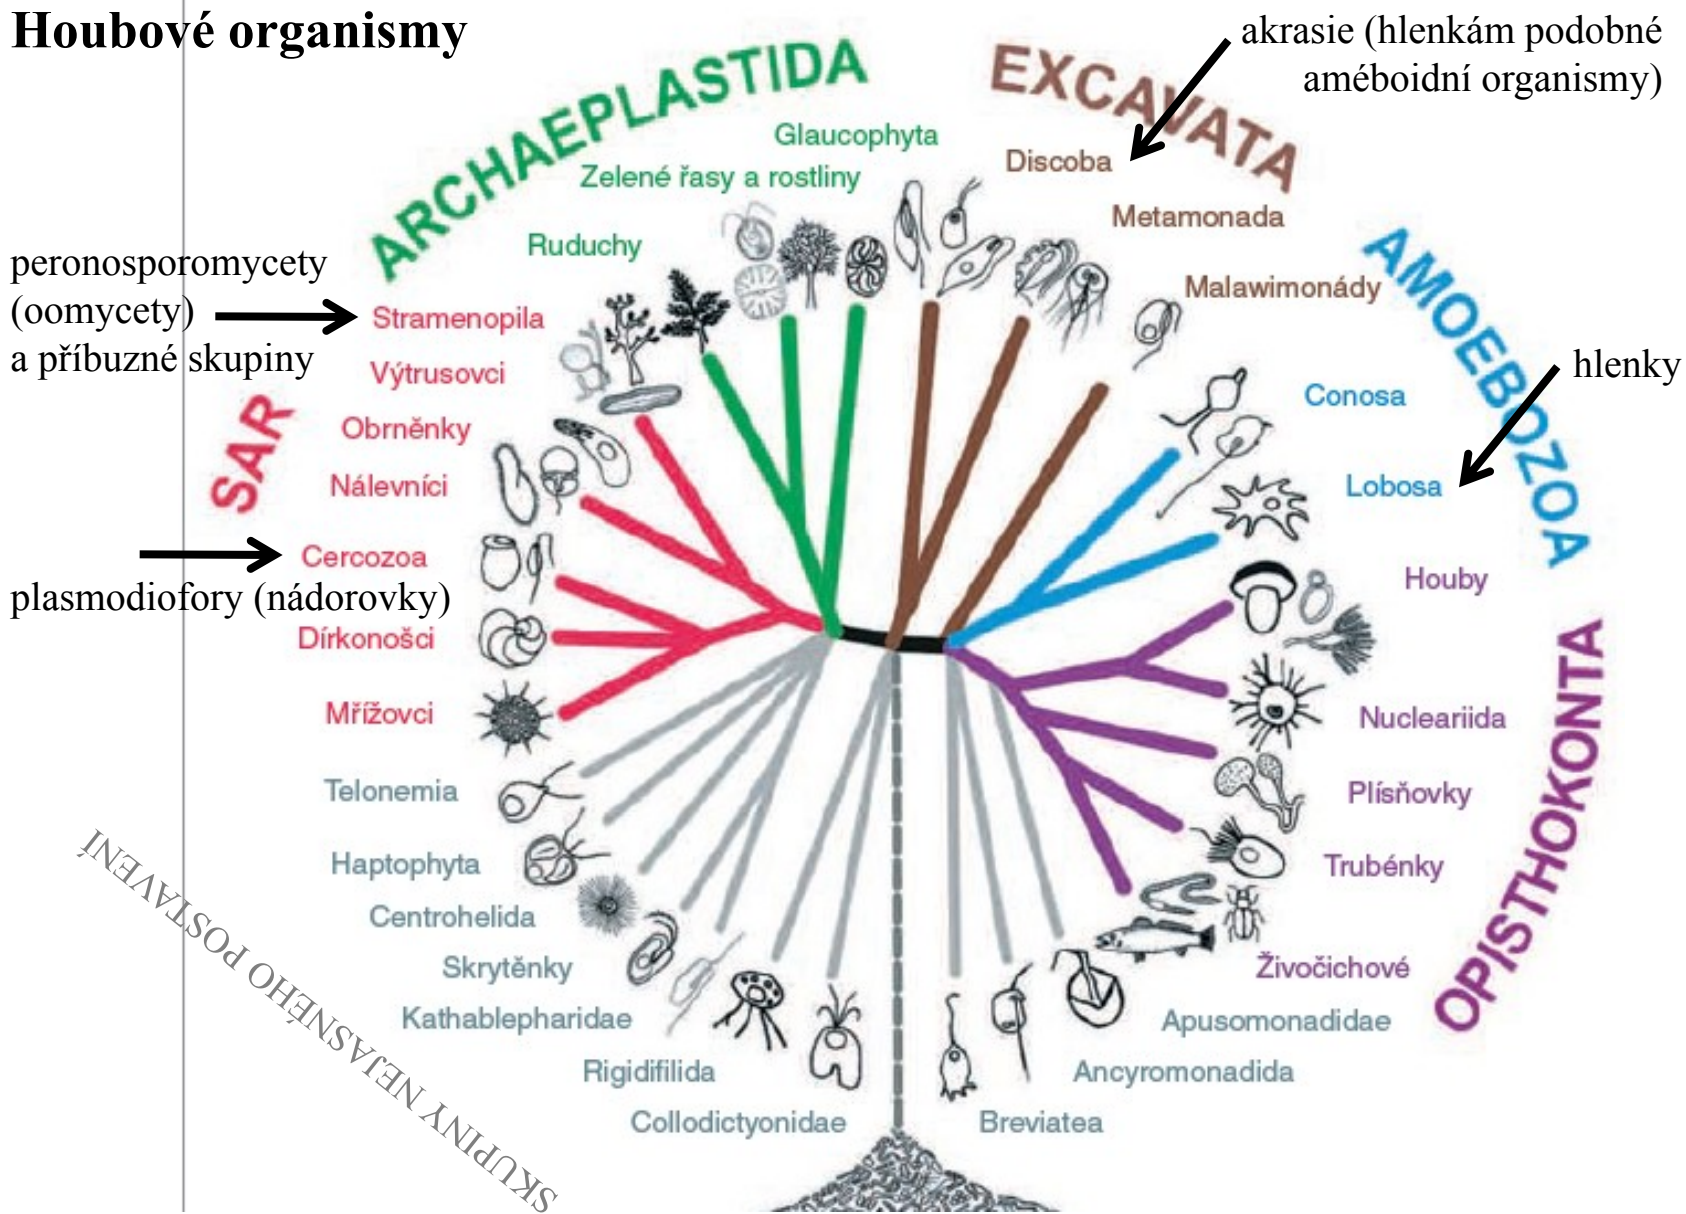 Houbové organismy
akrasie (hlenkám podobné
améboidní organismy)
ARCHAEPLASTIDA
EXCAVATA
Glaucophyta
Discoba
Zelené řasy a rostliny
Metamonada
Ruduchy
AMOEBOZOA
peronosporomycety
(oomycety)
a příbuzné skupiny
Malawimonády
Stramenopila
hlenky
Výtrusovci
Conosa
SAR
Obrněnky
Nálevníci
Lobosa
Cercozoa
Houby
plasmodiofory (nádorovky)
Dírkonošci
OPISTHOKONTA
Mřížovci
Nucleariida
Telonemia
Plísňovky
Haptophyta
Trubénky
Centrohelida
Skrytěnky
Živočichové
Kathablepharidae
Apusomonadidae
Rigidifilida
Ancyromonadida
Collodictyonidae
Breviatea
SKUPINY NEJASNÉHO POSTAVENÍ